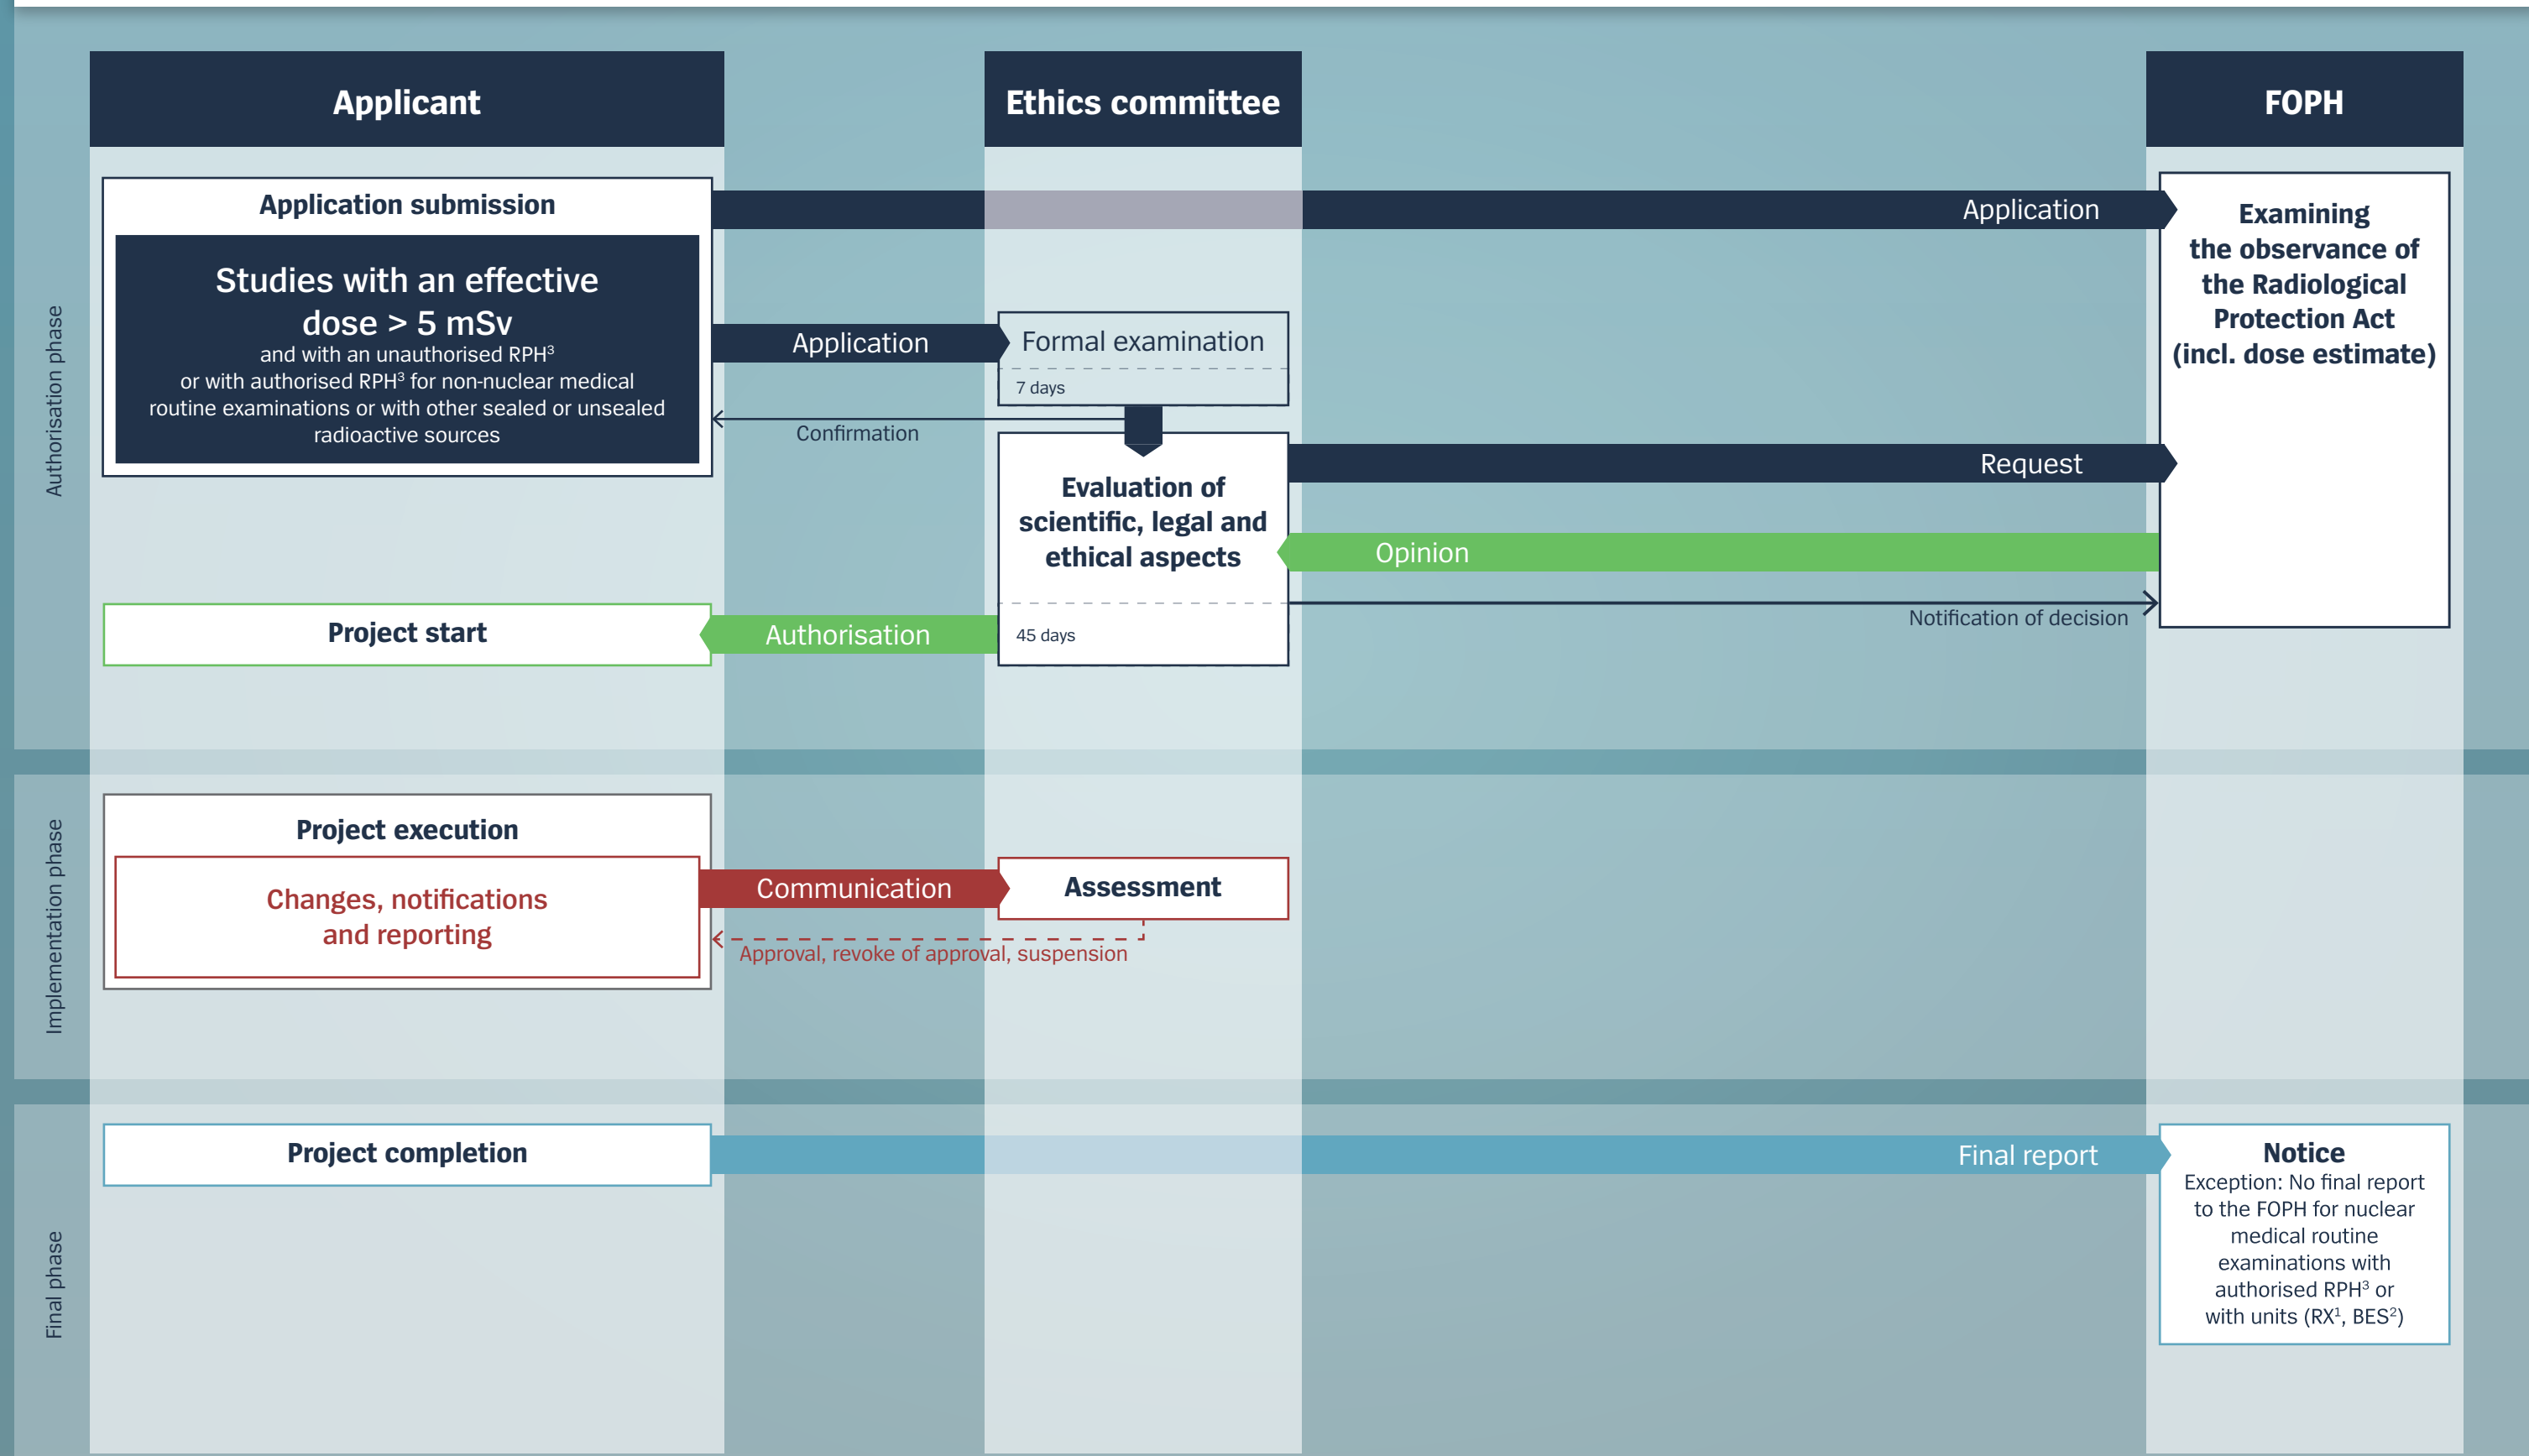 Applicant
Ethics committee
FOPH
Authorisation phase
Application submission
Studies with an effective
dose > 5 mSv
and with an unauthorised RPH³
or with authorised RPH³ for non-nuclear medical
routine examinations or with other sealed or unsealed
radioactive sources
Application
Examining
the observance of
the Radiological
Protection Act
(incl. dose estimate)
Application
Formal examination
7 days
Confirmation
Evaluation of
scientific, legal and
ethical aspects
45 days
Request
Opinion
Notification of decision
Authorisation
Project start
Implementation phase
Project execution
Changes, notifications
and reporting
Communication
Assessment
Approval, revoke of approval, suspension
Final phase
Project completion
Final report
Notice
Exception: No final report
to the FOPH for nuclear
medical routine
examinations with
authorised RPH³ or
with units (RX¹, BES²)